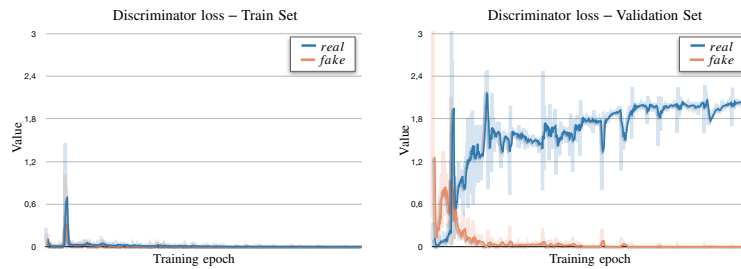 Discriminator loss – Train Set
3
2,4
1,8
1,2
0,6
0
Value
real
fake
Training epoch
Discriminator loss – Validation Set
3
2,4
1,8
1,2
0,6
0
Value
real
fake
Training epoch